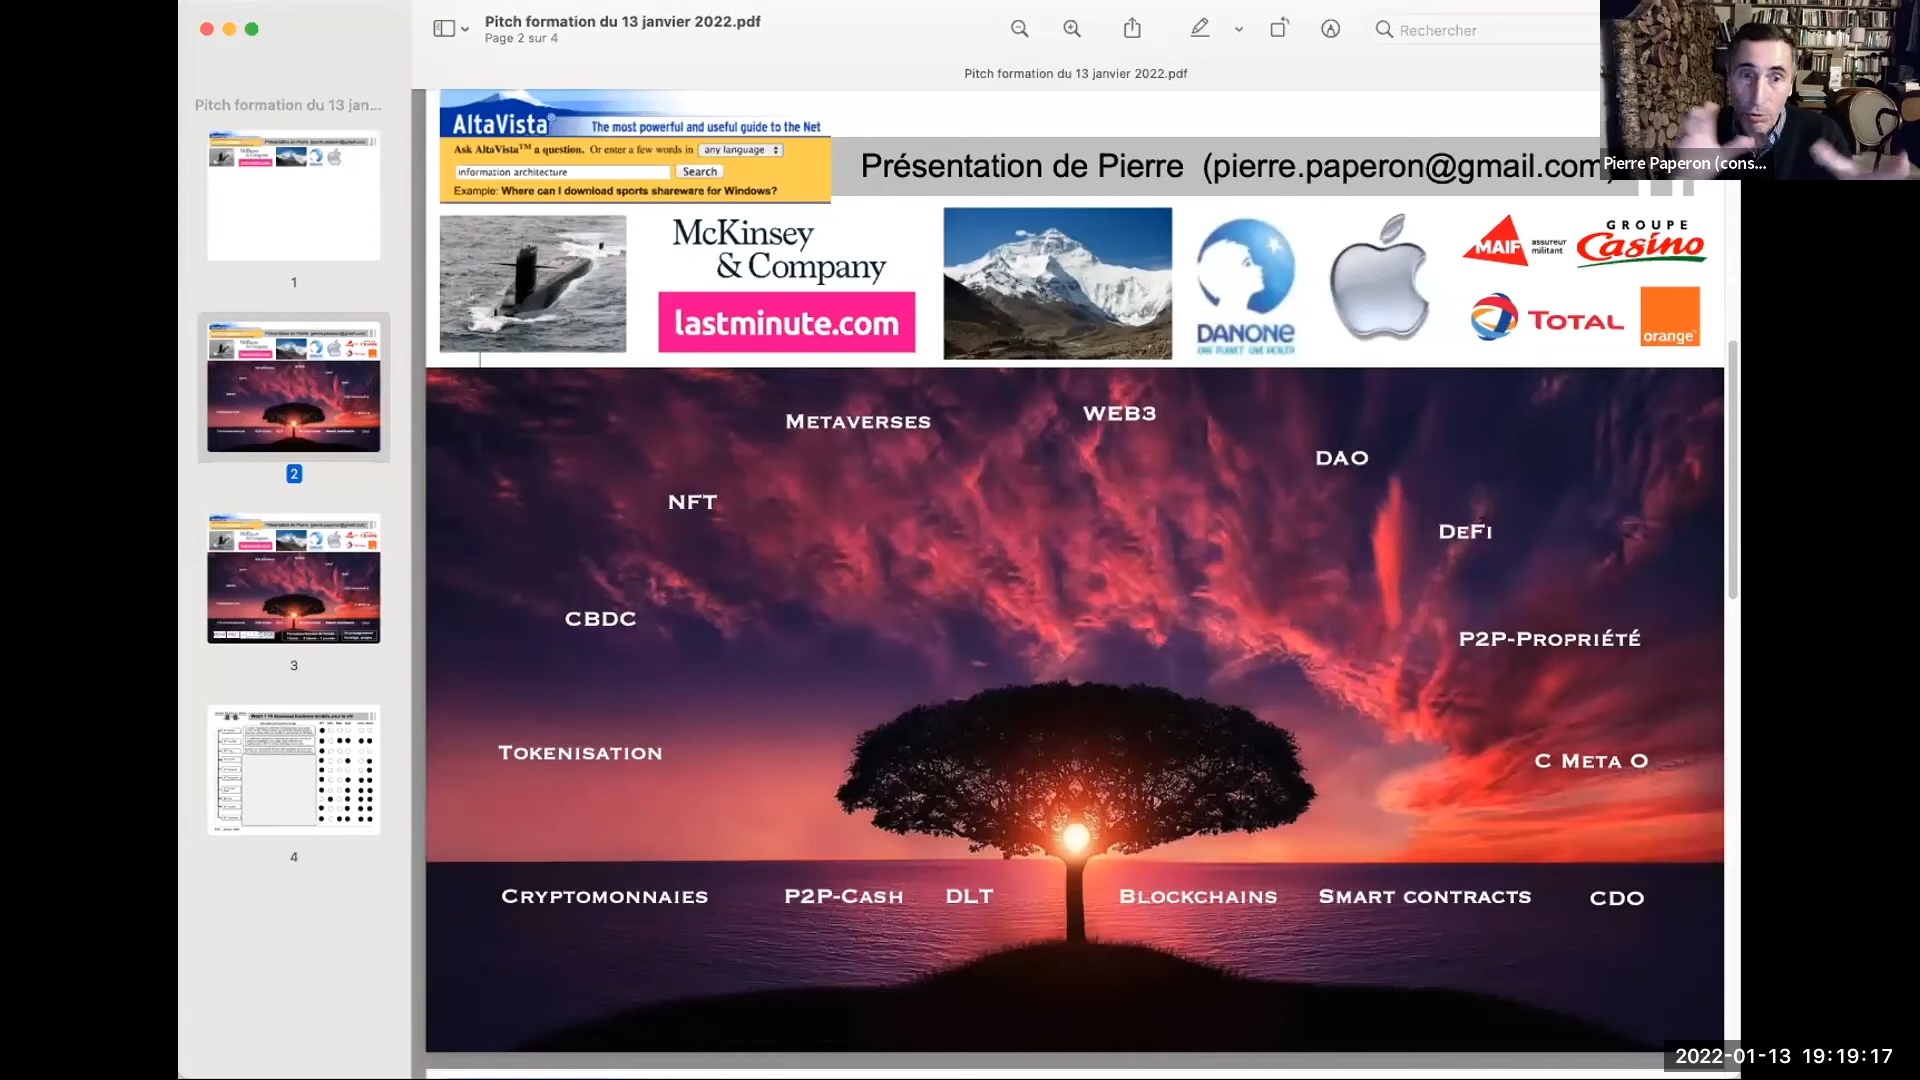 Pitch formation du 13 janvier 2022.pdf
Page 2 sur 4
Rechercher
Pitch formation du 13 janvier 2022.pdf
Pitch formation du 13 jan...
1
2
3
4
AltaVista The most powerful and useful guide to the Net
Ask AltaVista™ a question. Or enter a few words in any language
information architecture Search
Example: Where can I download sports shareware for Windows?
Présentation de Pierre (pierre.paperon@gmail.com)
Pierre Paperon (cons...
McKinsey
& Company
lastminute.com
DANONE
ONE PLANET. ONE HEALTH
MAIF assureur
militant
GROUPE
Casino
TOTAL
orange™
METAVERSES
WEB3
DAO
NFT
DEFI
CBDC
P2P-PROPRIÉTÉ
TOKENISATION
C META O
CRYPTOMONNAIES P2P-CASH DLT BLOCKCHAINS SMART CONTRACTS CDO
2022-01-13 19:19:17